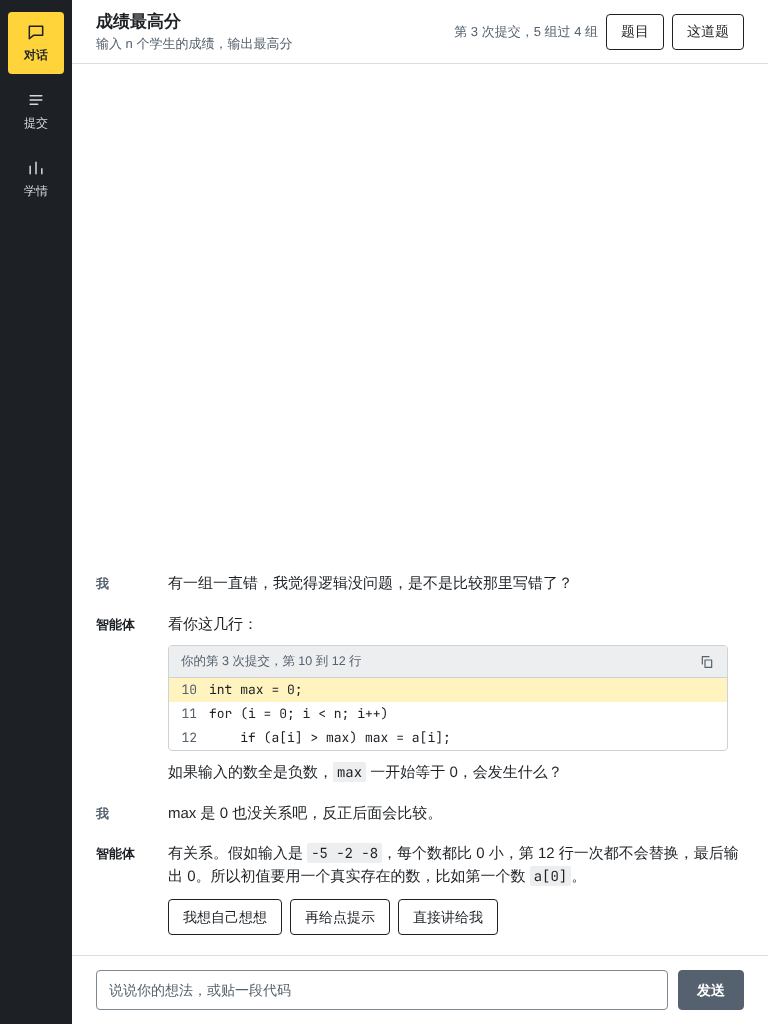 对话
提交
学情
成绩最高分
输入 n 个学生的成绩，输出最高分
第 3 次提交，5 组过 4 组
题目
这道题
我
有一组一直错，我觉得逻辑没问题，是不是比较那里写错了？
智能体
看你这几行：
你的第 3 次提交，第 10 到 12 行
10 int max = 0;
11 for (i = 0; i < n; i++)
12     if (a[i] > max) max = a[i];
如果输入的数全是负数，max 一开始等于 0，会发生什么？
我
max 是 0 也没关系吧，反正后面会比较。
智能体
有关系。假如输入是 -5 -2 -8，每个数都比 0 小，第 12 行一次都不会替换，最后输
出 0。所以初值要用一个真实存在的数，比如第一个数 a[0]。
我想自己想想
再给点提示
直接讲给我
说说你的想法，或贴一段代码
发送